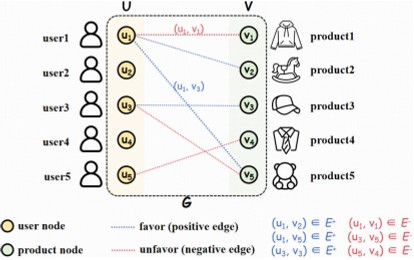 U V
user1 u₁ (u₁, v₁) v₁ product1
user2 u₂ v₂ product2
(u₁, v₃)
user3 u₃ v₃ product3
user4 u₄ v₄ product4
user5 u₅ v₅ product5
G
user node favor (positive edge) (u₁, v₂) ∈ E⁺ (u₁, v₁) ∈ E⁻
(u₁, v₅) ∈ E⁺ (u₃, v₅) ∈ E⁻
product node unfavor (negative edge) (u₃, v₃) ∈ E⁺ (u₅, v₄) ∈ E⁻